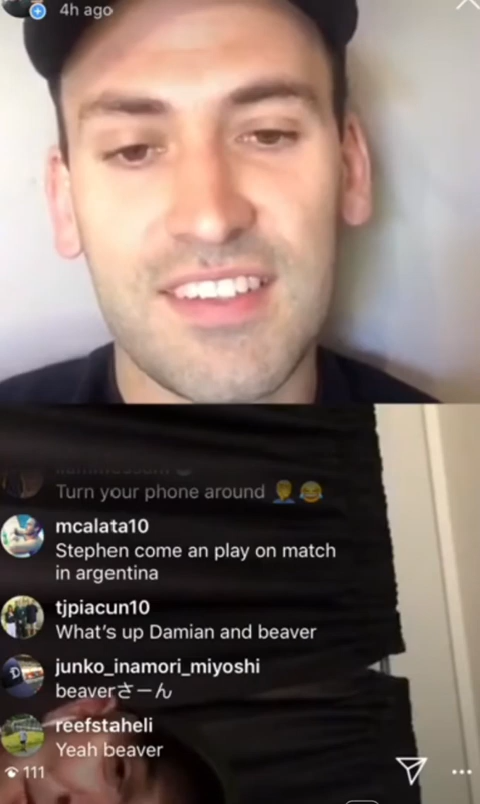 4h ago
Turn your phone around 🤦‍♂️😂
mcalata10
Stephen come an play on match
in argentina
tjpiacun10
What's up Damian and beaver
junko_inamori_miyoshi
beaverさーん
reefstaheli
Yeah beaver
111